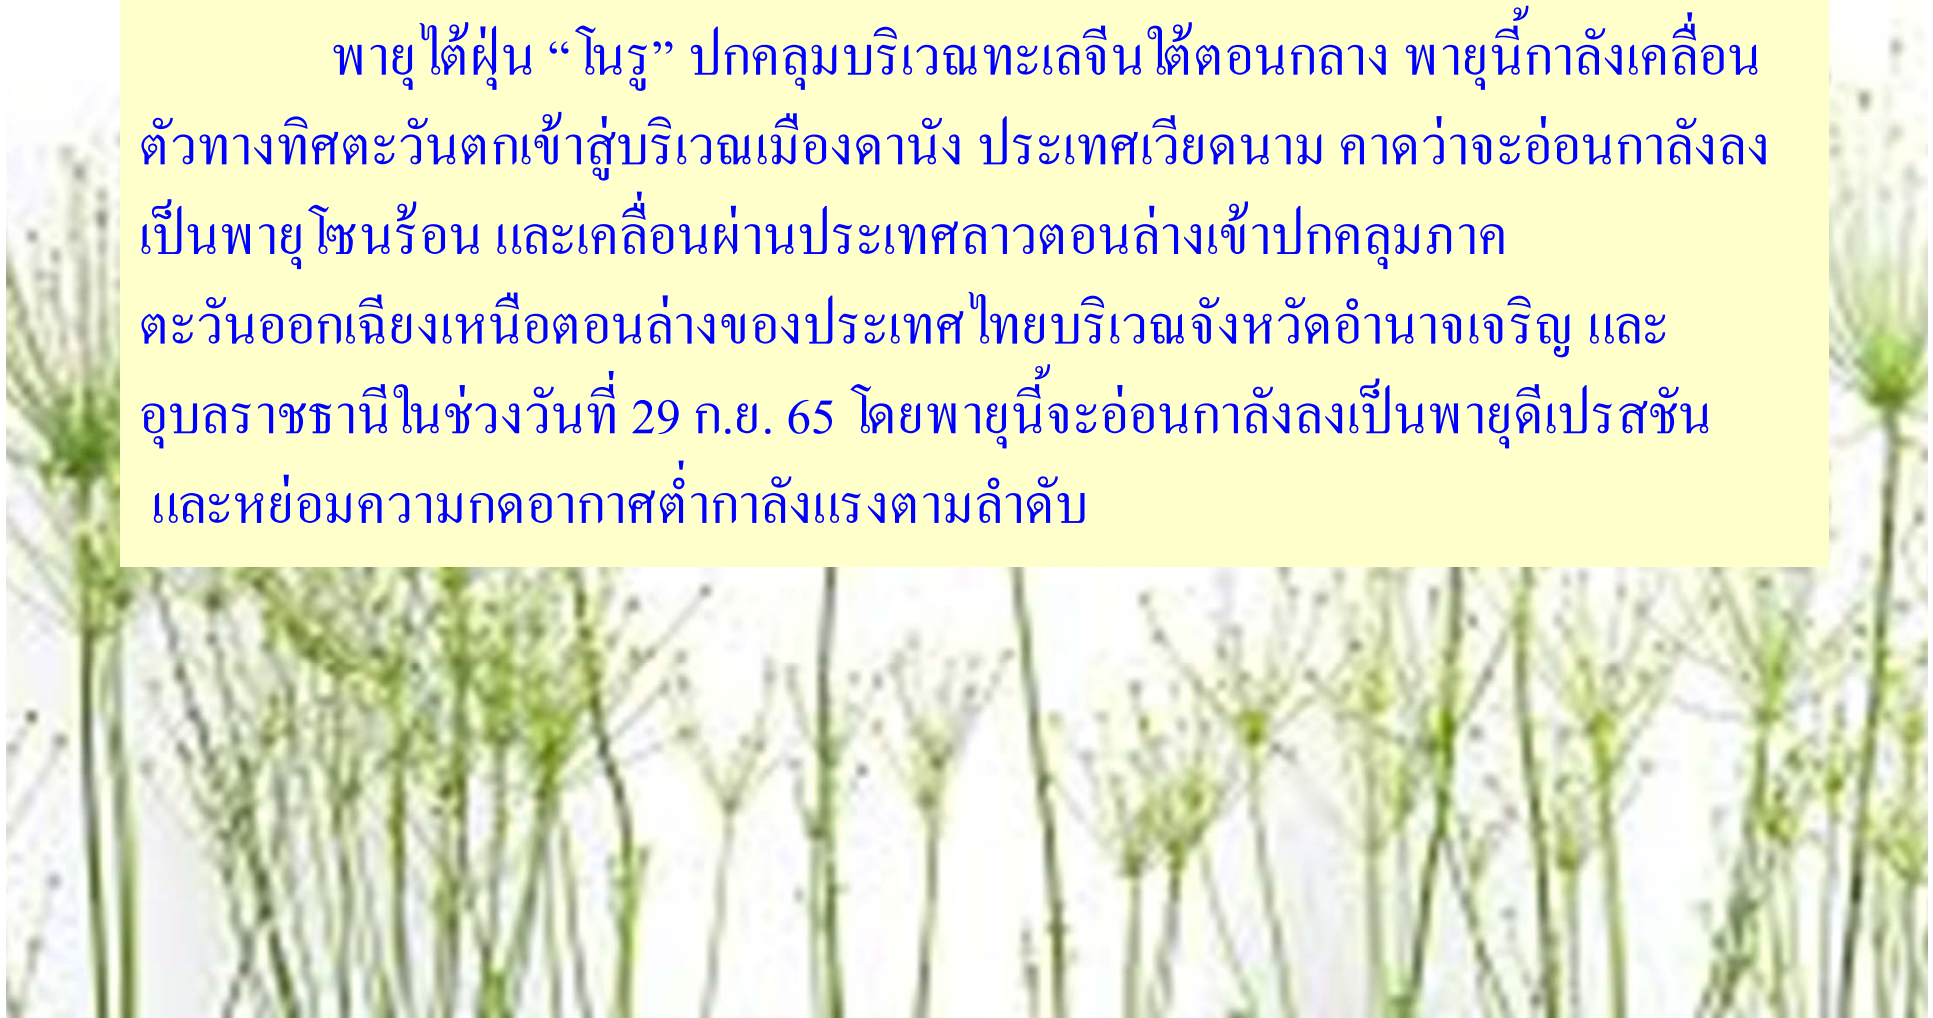 พายุไต้ฝุ่น “โนรู” ปกคลุมบริเวณทะเลจีนใต้ตอนกลาง พายุนี้กาลังเคลื่อน
ตัวทางทิศตะวันตกเข้าสู่บริเวณเมืองดานัง ประเทศเวียดนาม คาดว่าจะอ่อนกาลังลง
เป็นพายุโซนร้อน และเคลื่อนผ่านประเทศลาวตอนล่างเข้าปกคลุมภาค
ตะวันออกเฉียงเหนือตอนล่างของประเทศไทยบริเวณจังหวัดอำนาจเจริญ และ
อุบลราชธานีในช่วงวันที่ 29 ก.ย. 65 โดยพายุนี้จะอ่อนกาลังลงเป็นพายุดีเปรสชัน
และหย่อมความกดอากาศต่ำกาลังแรงตามลำดับ